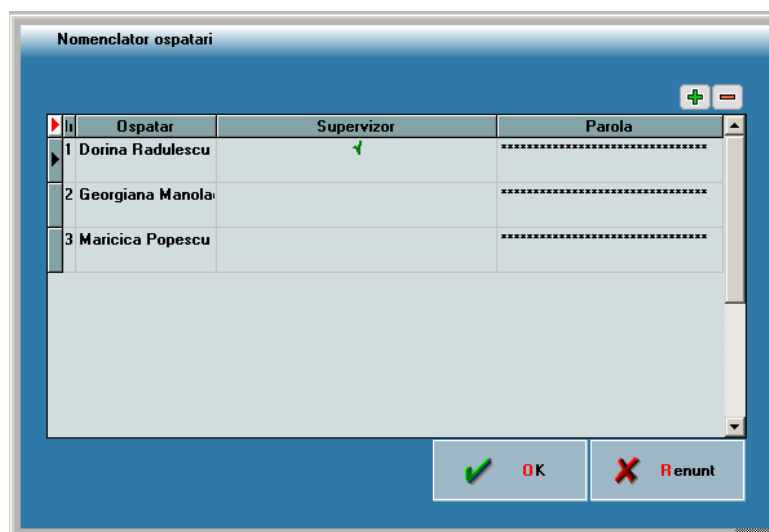 Nomenclator ospatari
Ospatar Supervizor Parola
1 Dorina Radulescu ********************************
2 Georgiana Manola ********************************
3 Maricica Popescu ********************************
OK Renunt